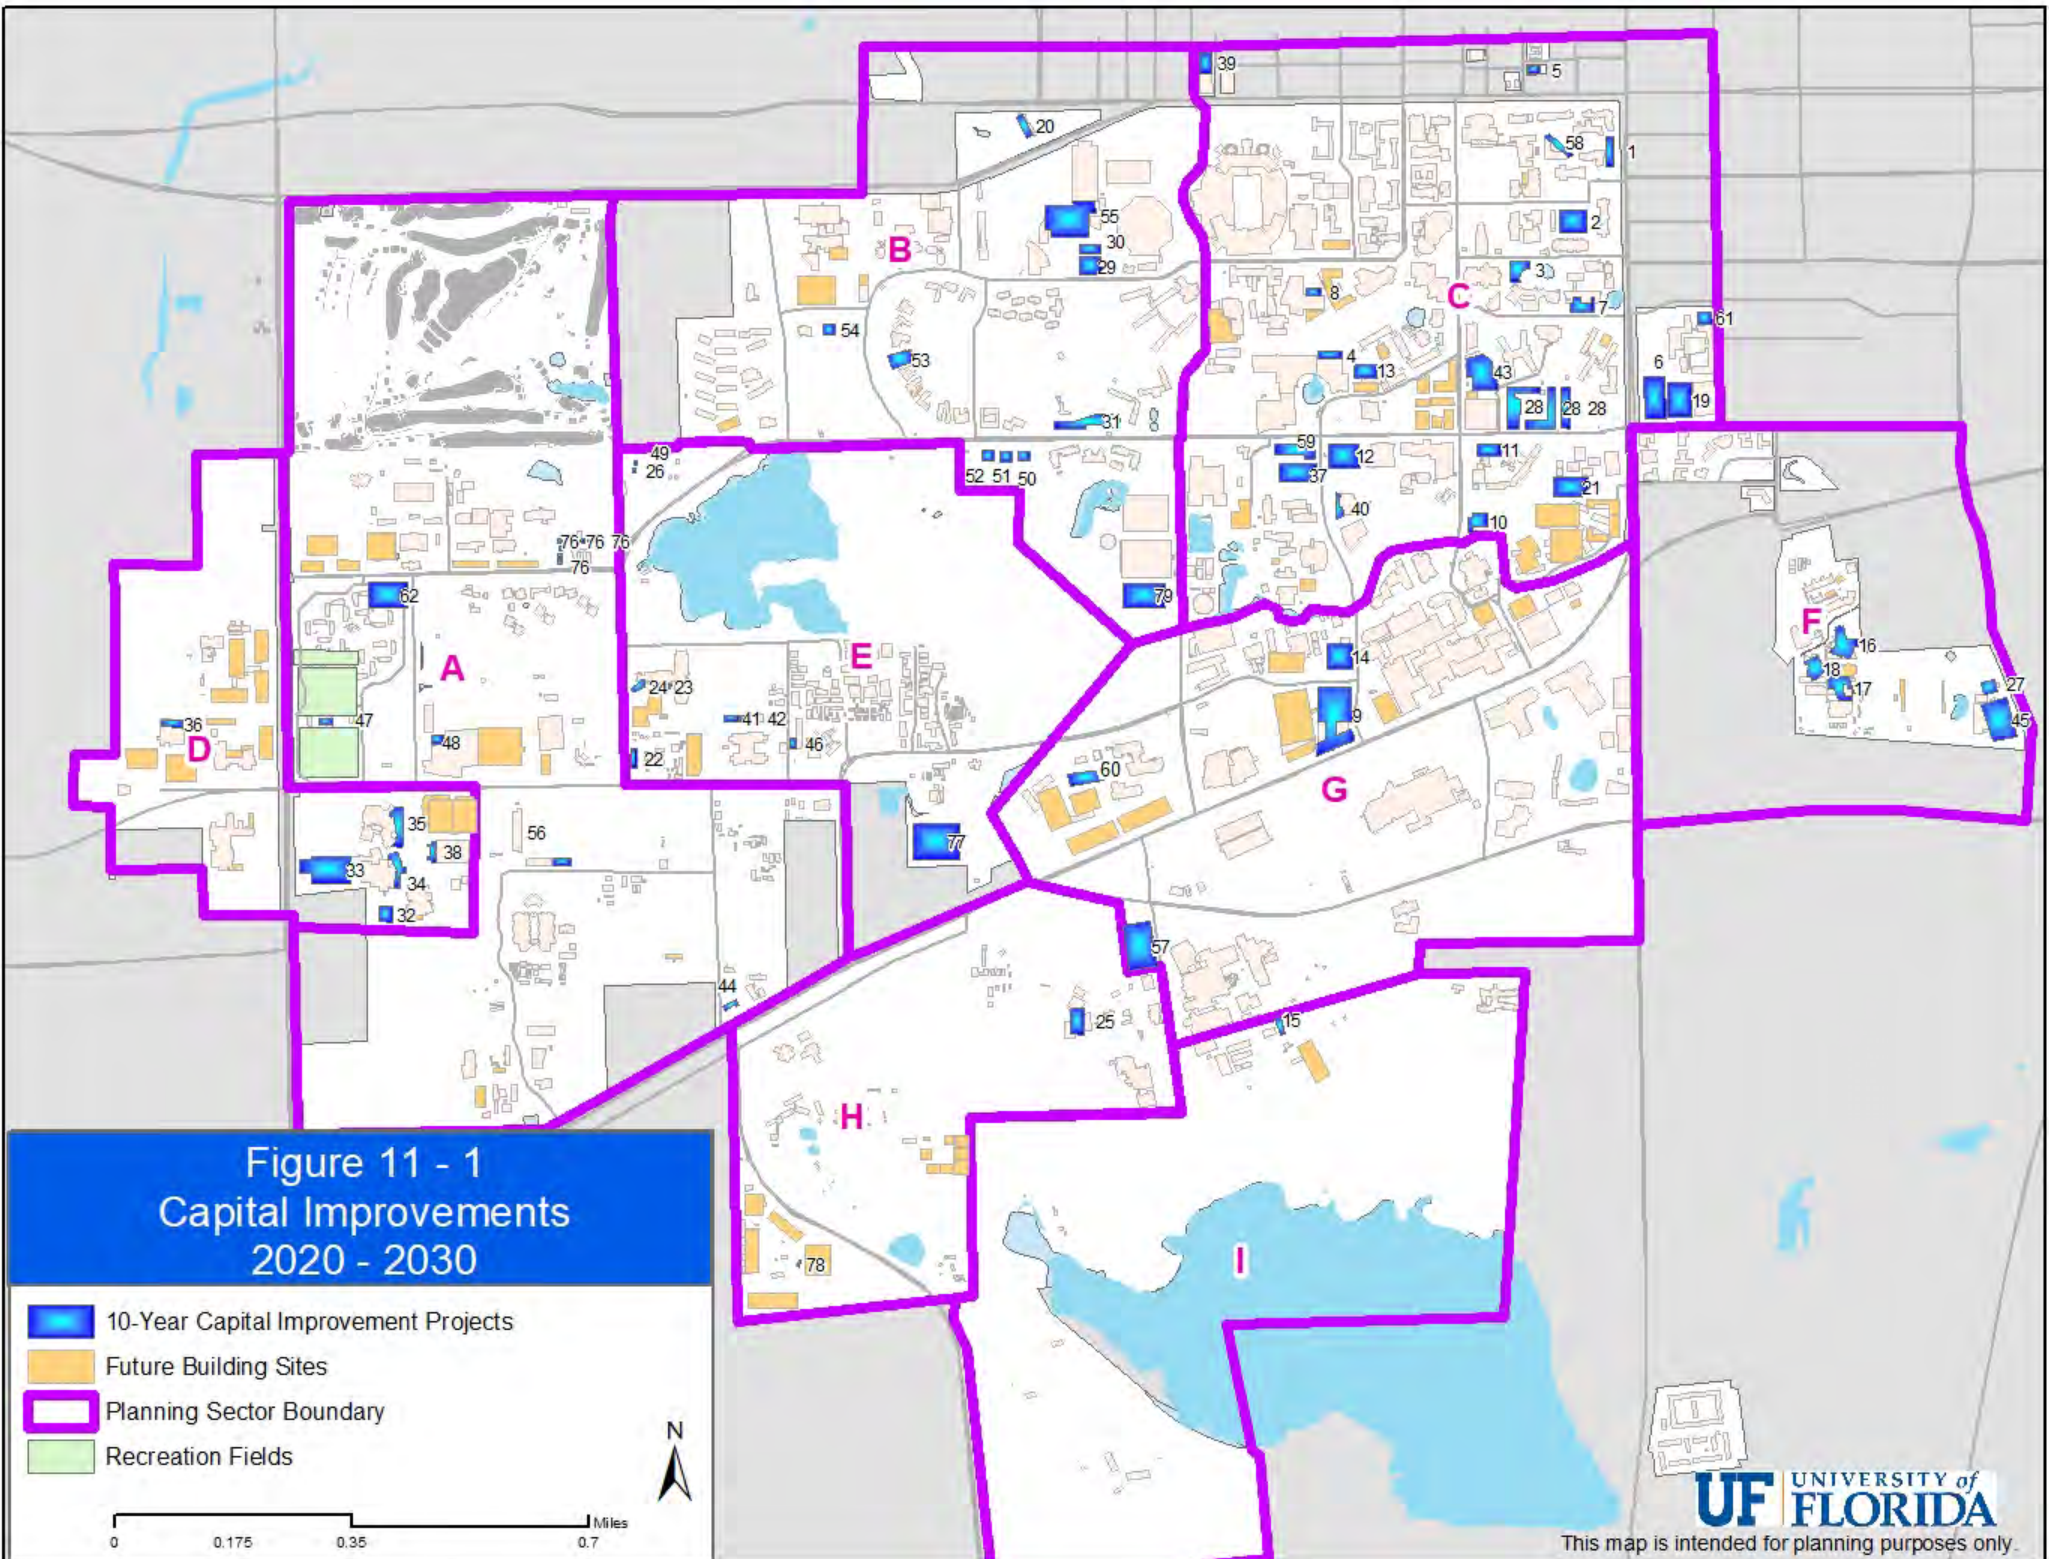 39
5
20
58
1
55
2
B
30
29
3
8
C
7
54
61
53
4
6
13
43
31
28 28 28
19
49
59
11
26
52 51 50
12
37
21
40
10
76 76 76
76
62
79
F
16
E
14
18
A
24 23
17
27
47
41 42
9
45
36
D
48
46
22
60
G
35
56
38
77
33
34
32
57
44
25
15
H
I
78
Figure 11 - 1
Capital Improvements
2020 - 2030
10-Year Capital Improvement Projects
Future Building Sites
Planning Sector Boundary
Recreation Fields
N
Miles
0 0.175 0.35 0.7
UF UNIVERSITY of
FLORIDA
This map is intended for planning purposes only.